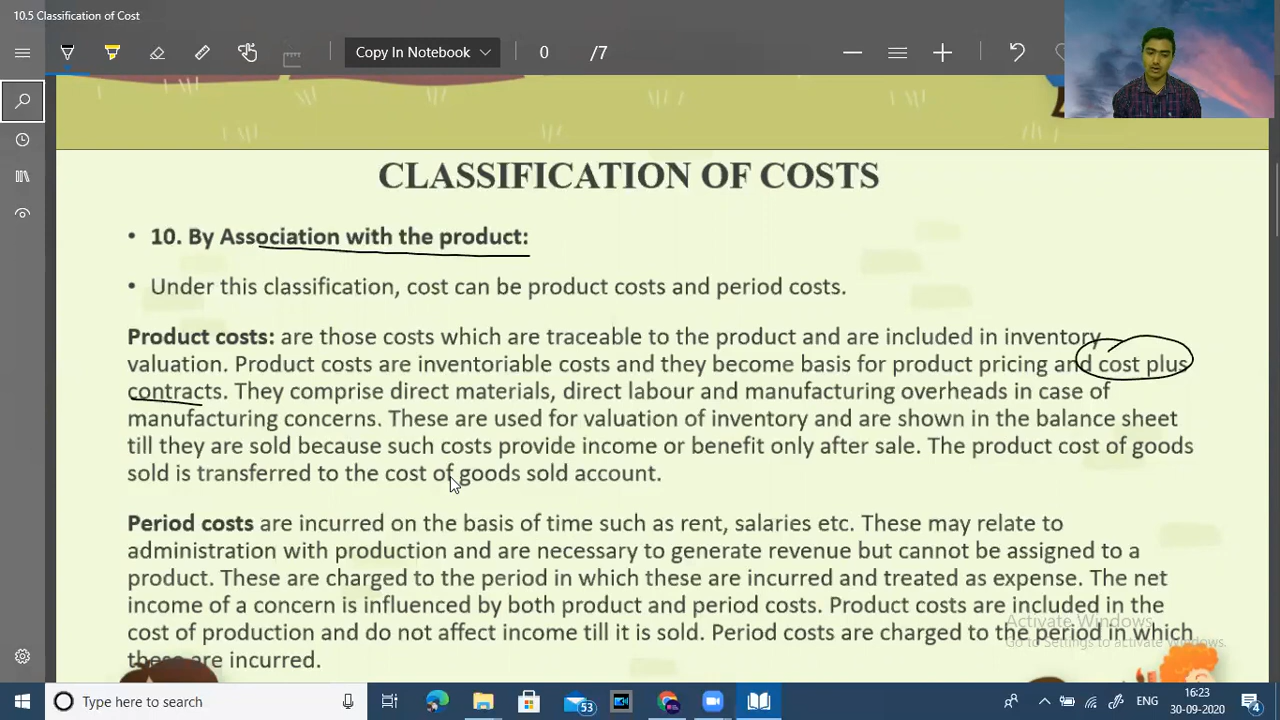 10.5 Classification of Cost
Copy In Notebook
0 /7
CLASSIFICATION OF COSTS
• 10. By Association with the product:
• Under this classification, cost can be product costs and period costs.
Product costs: are those costs which are traceable to the product and are included in inventory
valuation. Product costs are inventoriable costs and they become basis for product pricing and cost plus
contracts. They comprise direct materials, direct labour and manufacturing overheads in case of
manufacturing concerns. These are used for valuation of inventory and are shown in the balance sheet
till they are sold because such costs provide income or benefit only after sale. The product cost of goods
sold is transferred to the cost of goods sold account.
Period costs are incurred on the basis of time such as rent, salaries etc. These may relate to
administration with production and are necessary to generate revenue but cannot be assigned to a
product. These are charged to the period in which these are incurred and treated as expense. The net
income of a concern is influenced by both product and period costs. Product costs are included in the
cost of production and do not affect income till it is sold. Period costs are charged to the period in which
these are incurred.
Activate Windows
Go to Settings to activate Windows.
Type here to search
53
ENG
16:23
30-09-2020
4